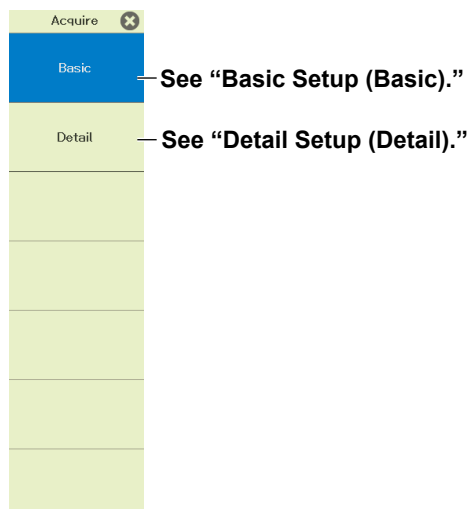 Acquire
Basic
See “Basic Setup (Basic).”
Detail
See “Detail Setup (Detail).”